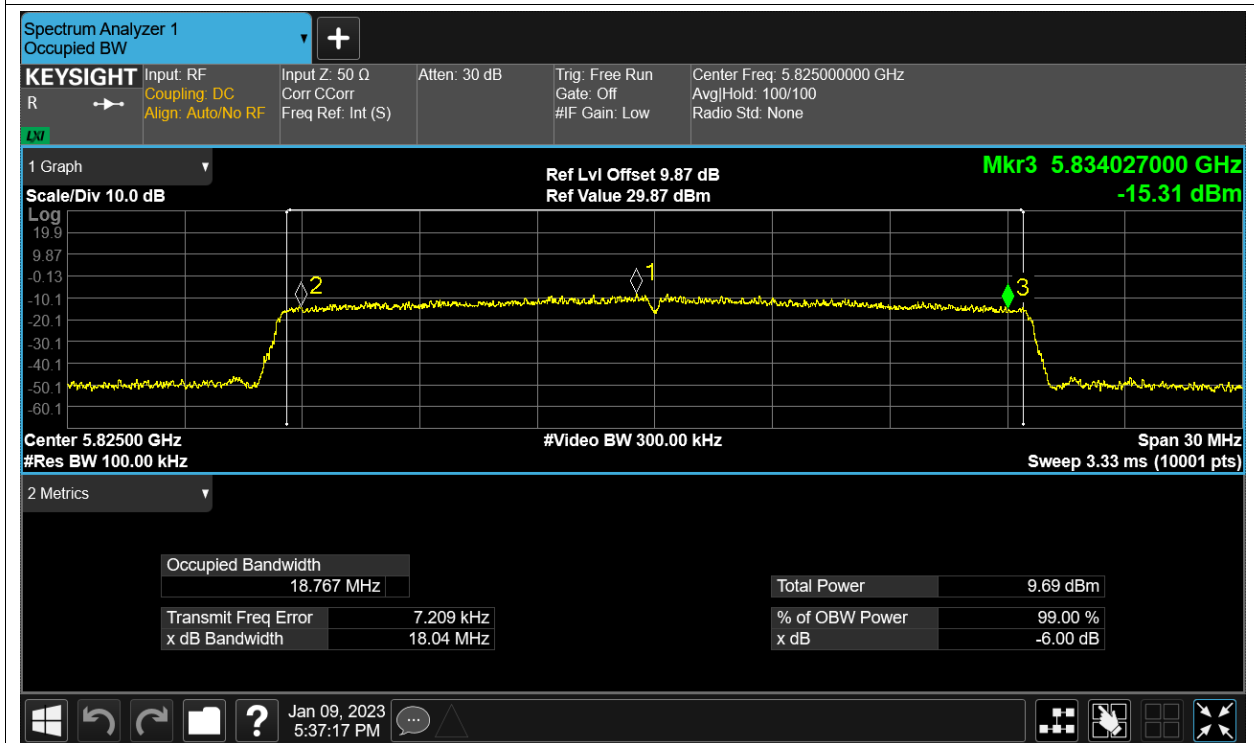 Spectrum Analyzer 1
Occupied BW
KEYSIGHT
R
LXI
Input: RF
Coupling: DC
Align: Auto/No RF
Input Z: 50 Ω
Corr CCorr
Freq Ref: Int (S)
Atten: 30 dB
Trig: Free Run
Gate: Off
#IF Gain: Low
Center Freq: 5.825000000 GHz
Avg|Hold: 100/100
Radio Std: None
1 Graph
Scale/Div 10.0 dB
Ref Lvl Offset 9.87 dB
Ref Value 29.87 dBm
Mkr3 5.834027000 GHz
-15.31 dBm
Log
19.9
9.87
-0.13
-10.1
-20.1
-30.1
-40.1
-50.1
-60.1
2
1
3
Center 5.82500 GHz
#Video BW 300.00 kHz
Span 30 MHz
#Res BW 100.00 kHz
Sweep 3.33 ms (10001 pts)
2 Metrics
Occupied Bandwidth
18.767 MHz
Transmit Freq Error 7.209 kHz
x dB Bandwidth 18.04 MHz
Total Power 9.69 dBm
% of OBW Power 99.00 %
x dB -6.00 dB
?
Jan 09, 2023
5:37:17 PM